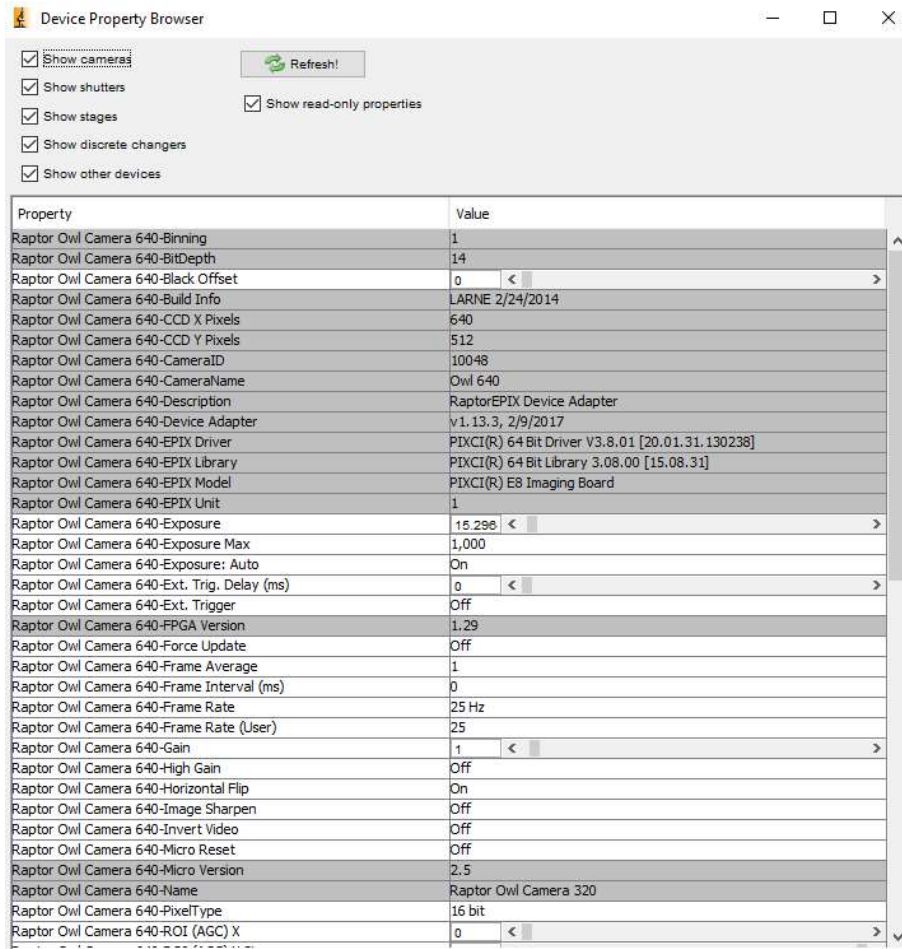 Device Property Browser
Show cameras
Refresh!
Show shutters
Show read-only properties
Show stages
Show discrete changers
Show other devices
Property Value
Raptor Owl Camera 640-Binning 1
Raptor Owl Camera 640-BitDepth 14
Raptor Owl Camera 640-Black Offset 0
Raptor Owl Camera 640-Build Info LARNE 2/24/2014
Raptor Owl Camera 640-CCD X Pixels 640
Raptor Owl Camera 640-CCD Y Pixels 512
Raptor Owl Camera 640-CameraID 10048
Raptor Owl Camera 640-CameraName Owl 640
Raptor Owl Camera 640-Description RaptorEPIX Device Adapter
Raptor Owl Camera 640-Device Adapter v1.13.3, 2/9/2017
Raptor Owl Camera 640-EPIX Driver PIXCI(R) 64 Bit Driver V3.8.01 [20.01.31.130238]
Raptor Owl Camera 640-EPIX Library PIXCI(R) 64 Bit Library 3.08.00 [15.08.31]
Raptor Owl Camera 640-EPIX Model PIXCI(R) E8 Imaging Board
Raptor Owl Camera 640-EPIX Unit 1
Raptor Owl Camera 640-Exposure 15.296
Raptor Owl Camera 640-Exposure Max 1,000
Raptor Owl Camera 640-Exposure: Auto On
Raptor Owl Camera 640-Ext. Trig. Delay (ms) 0
Raptor Owl Camera 640-Ext. Trigger Off
Raptor Owl Camera 640-FPGA Version 1.29
Raptor Owl Camera 640-Force Update Off
Raptor Owl Camera 640-Frame Average 1
Raptor Owl Camera 640-Frame Interval (ms) 0
Raptor Owl Camera 640-Frame Rate 25 Hz
Raptor Owl Camera 640-Frame Rate (User) 25
Raptor Owl Camera 640-Gain 1
Raptor Owl Camera 640-High Gain Off
Raptor Owl Camera 640-Horizontal Flip On
Raptor Owl Camera 640-Image Sharpen Off
Raptor Owl Camera 640-Invert Video Off
Raptor Owl Camera 640-Micro Reset Off
Raptor Owl Camera 640-Micro Version 2.5
Raptor Owl Camera 640-Name Raptor Owl Camera 320
Raptor Owl Camera 640-PixelType 16 bit
Raptor Owl Camera 640-ROI (AGC) X 0